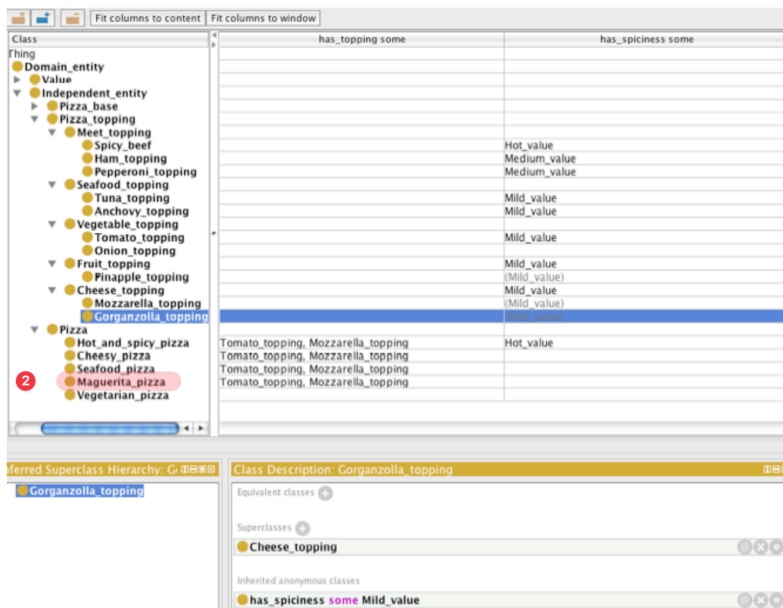 Fit columns to content Fit columns to window
Class has_topping some has_spiciness some
Thing
Domain_entity
Value
Independent_entity
Pizza_base
Pizza_topping
Meet_topping
Spicy_beef Hot_value
Ham_topping Medium_value
Pepperoni_topping Medium_value
Seafood_topping
Tuna_topping Mild_value
Anchovy_topping Mild_value
Vegetable_topping
Tomato_topping Mild_value
Onion_topping
Fruit_topping Mild_value
Pinapple_topping (Mild_value)
Cheese_topping Mild_value
Mozzarella_topping (Mild_value)
Gorganzolla_topping (Mild_value)
Pizza
Hot_and_spicy_pizza Tomato_topping, Mozzarella_topping Hot_value
Cheesy_pizza Tomato_topping, Mozzarella_topping
Seafood_pizza Tomato_topping, Mozzarella_topping
2 Maguerita_pizza Tomato_topping, Mozzarella_topping
Vegetarian_pizza
ferred Superclass Hierarchy: G Class Description: Gorganzolla_topping
Gorganzolla_topping Equivalent classes
Superclasses
Cheese_topping
Inherited anonymous classes
has_spiciness some Mild_value